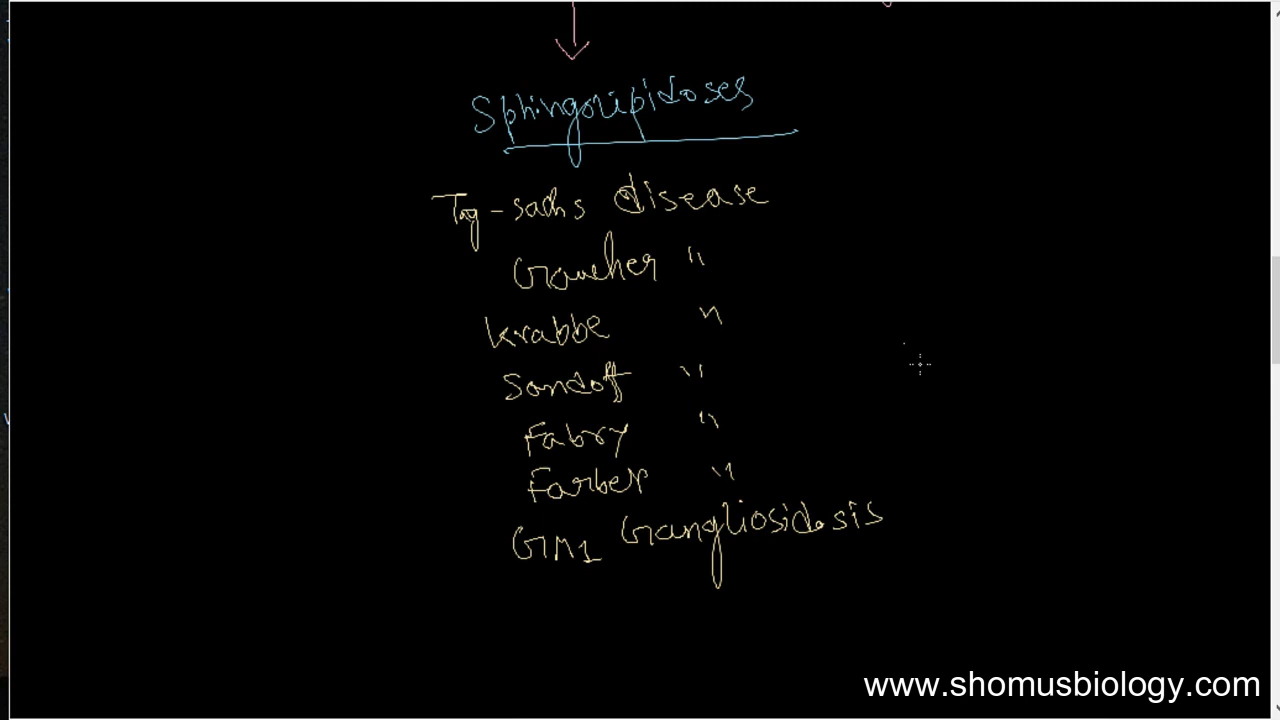 Sphingolipidoses
Tay-sachs disease
Gaucher "
Krabbe "
Sandoff "
Fabry "
Farber "
GM1 Gangliosidosis
www.shomusbiology.com